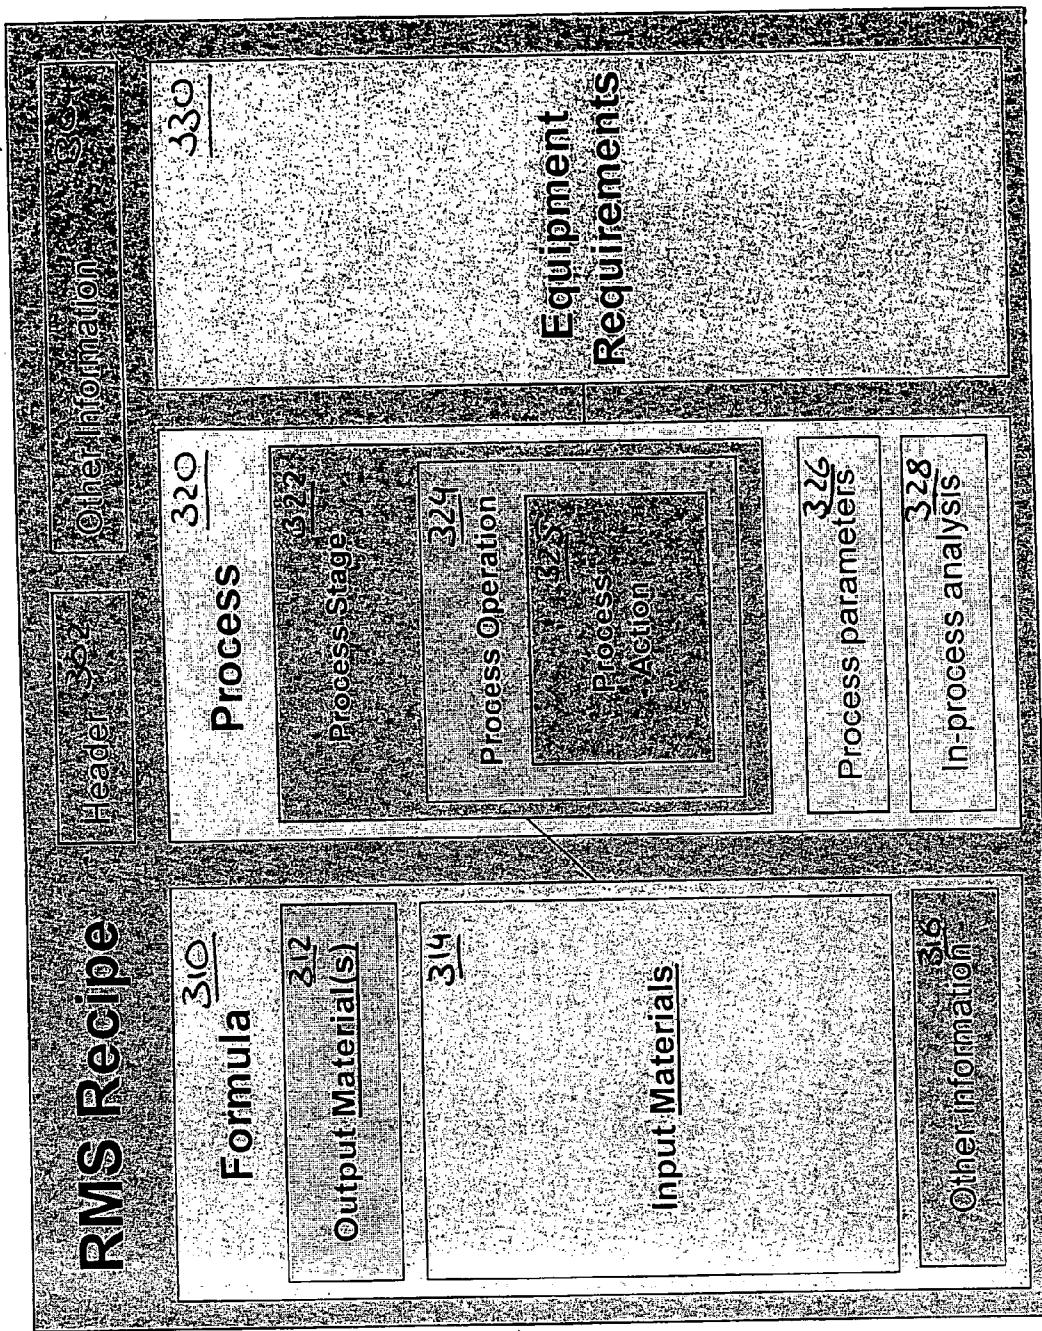 RMS Recipe
Header 302
Other Information 304
Formula 310
Output Material(s) 312
Input Materials 314
Other information 316
Process 320
Process Stage 322
Process Operation 324
Process
Action 325
Process parameters 326
In-process analysis 328
Equipment
Requirements 330